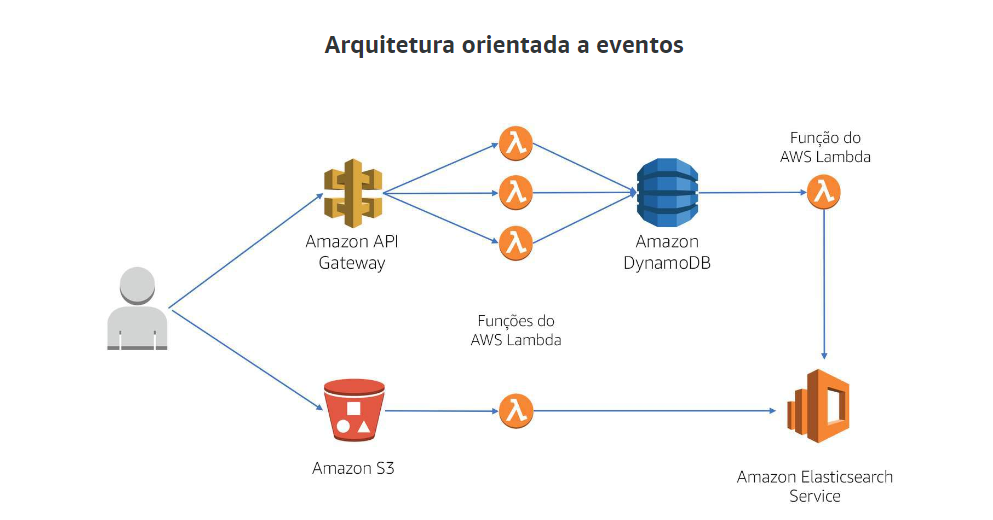 Arquitetura orientada a eventos
Função do
AWS Lambda
Amazon API
Gateway
Amazon
DynamoDB
Funções do
AWS Lambda
Amazon S3
Amazon Elasticsearch
Service